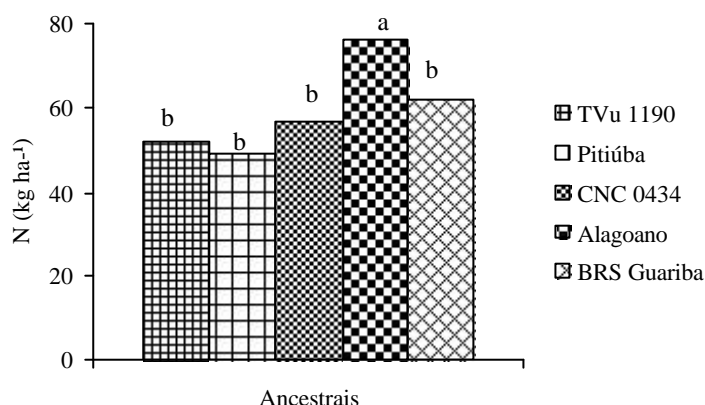 80
a
b
60
b
b
b
TVu 1190
Pitiúba
40
CNC 0434
Alagoano
20
BRS Guariba
0
N (kg ha-¹)
Ancestrais